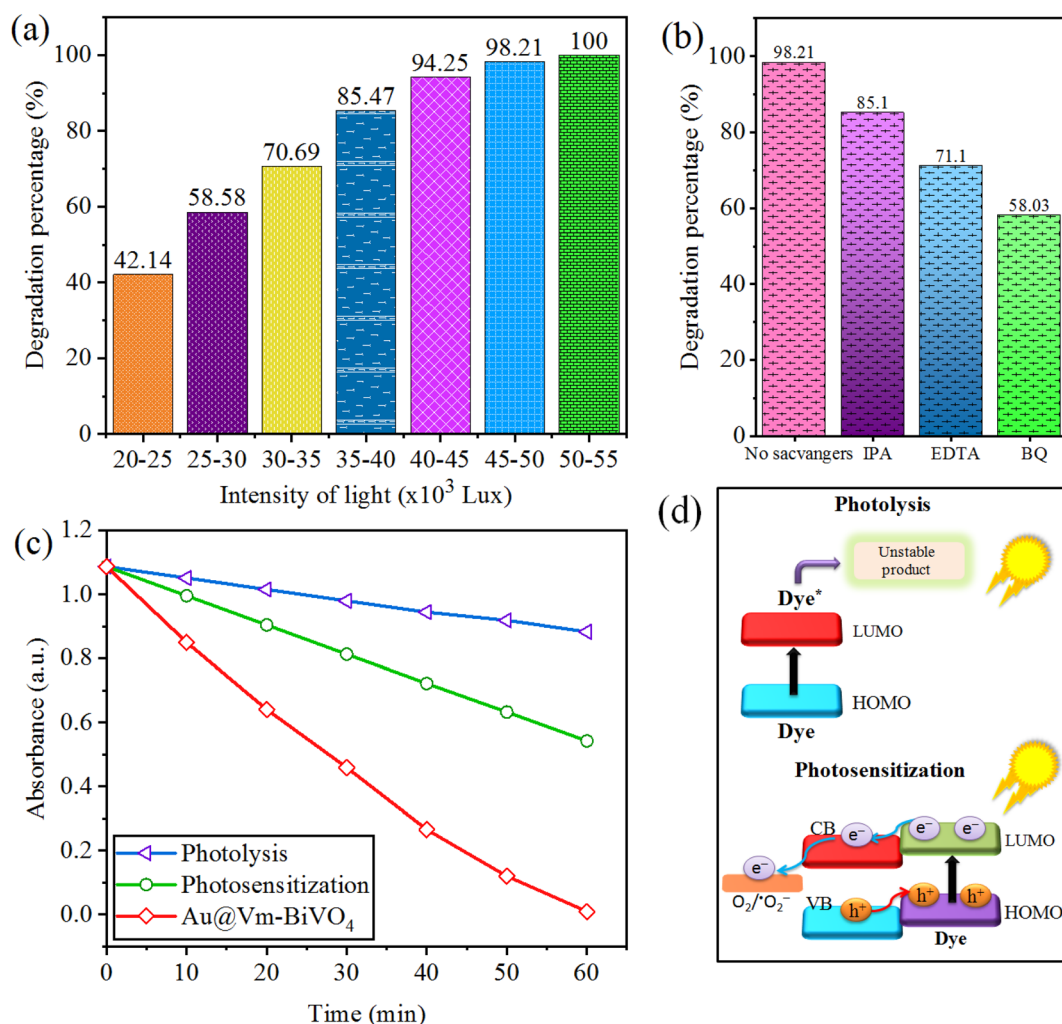 (a)
Degradation percentage (%)
100
80
60
40
20
0
42.14
58.58
70.69
85.47
94.25
98.21
100
20-25 25-30 30-35 35-40 40-45 45-50 50-55
Intensity of light (x10³ Lux)
(b)
Degradation percentage (%)
100
80
60
40
20
0
98.21
85.1
71.1
58.03
No sacvangers IPA EDTA BQ
(c)
Absorbance (a.u.)
1.2
1.0
0.8
0.6
0.4
0.2
0.0
Photolysis
Photosensitization
Au@Vm-BiVO₄
0 10 20 30 40 50 60
Time (min)
(d)
Photolysis
Unstable
product
Dye*
LUMO
HOMO
Dye
Photosensitization
CB e⁻ e⁻ e⁻ LUMO
e⁻
O₂/•O₂⁻
VB h⁺ h⁺ h⁺ HOMO
Dye